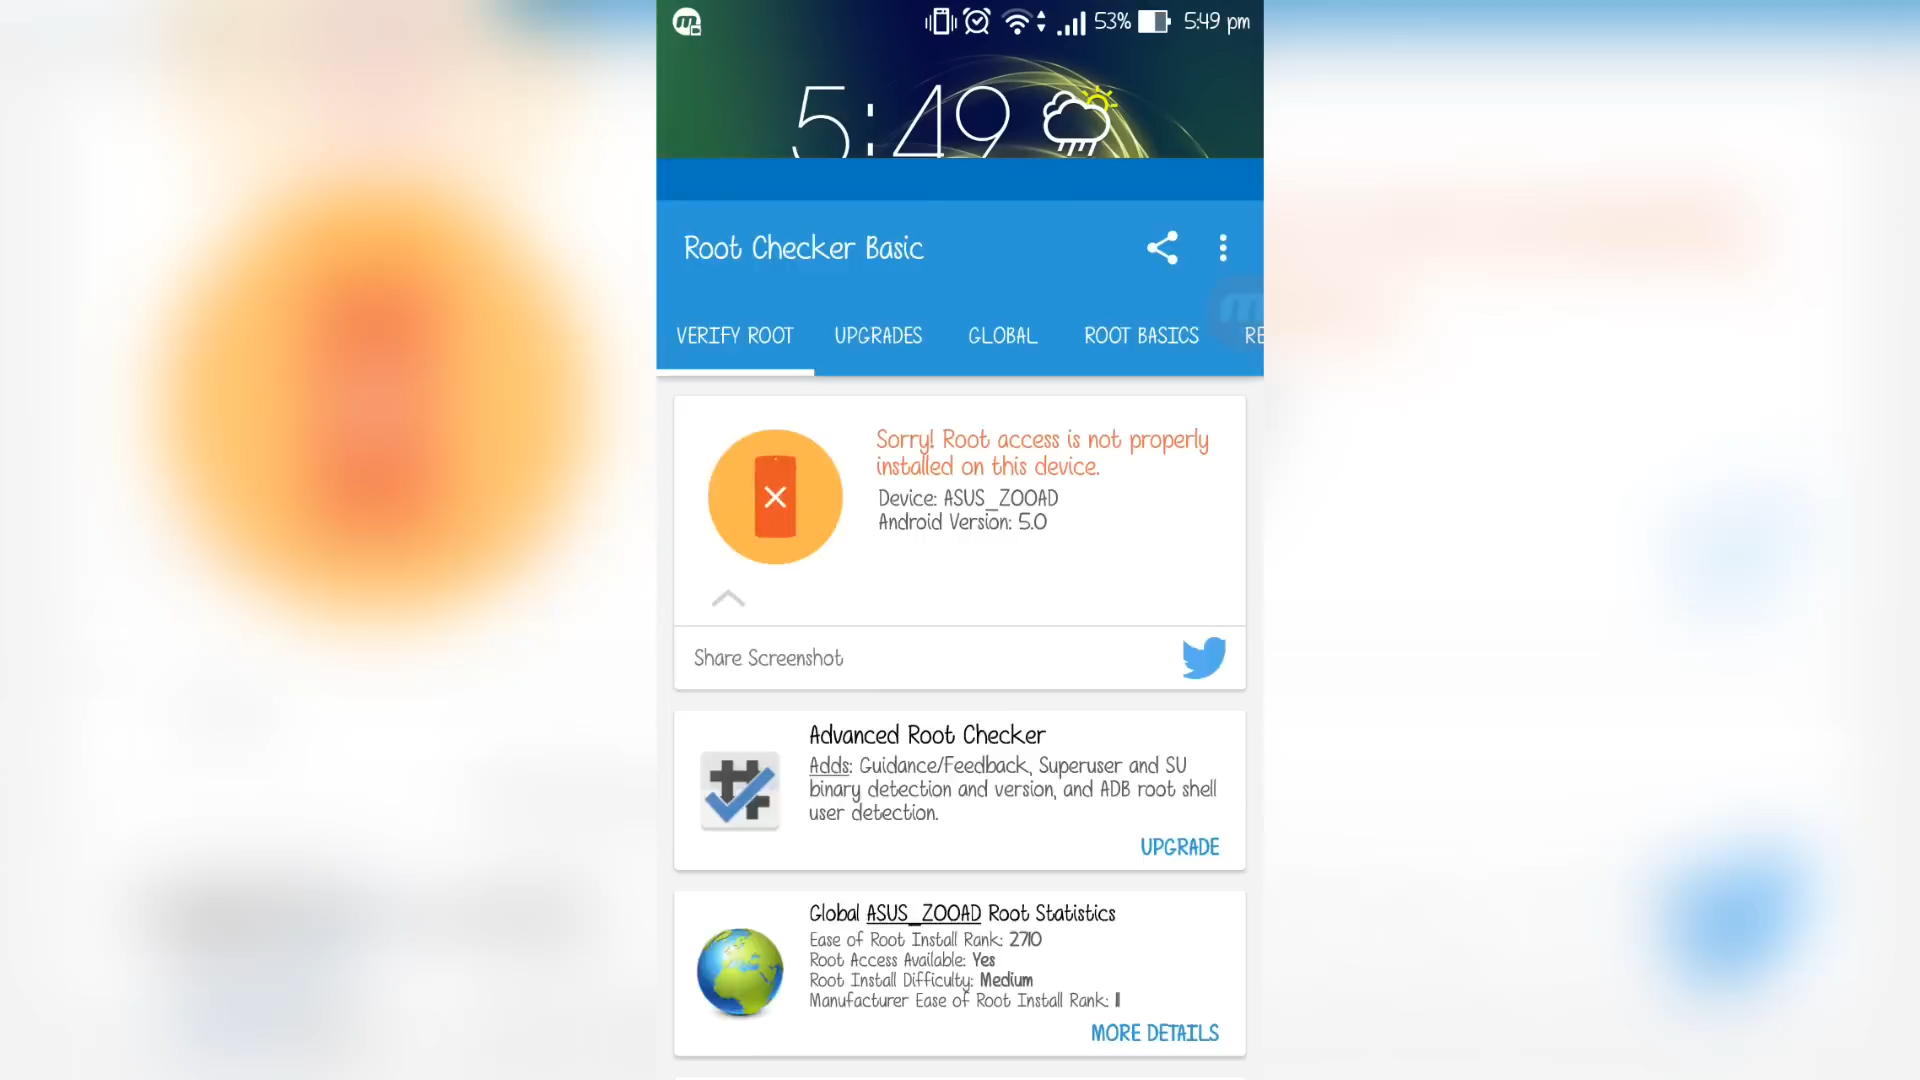 53% 5:49 pm
5:49
Root Checker Basic
VERIFY ROOT UPGRADES GLOBAL ROOT BASICS RE
Sorry! Root access is not properly
installed on this device.
Device: ASUS_Z00AD
Android Version: 5.0
Share Screenshot
Advanced Root Checker
Adds: Guidance/Feedback, Superuser and SU
binary detection and version, and ADB root shell
user detection.
UPGRADE
Global ASUS_Z00AD Root Statistics
Ease of Root Install Rank: 2710
Root Access Available: Yes
Root Install Difficulty: Medium
Manufacturer Ease of Root Install Rank: 11
MORE DETAILS